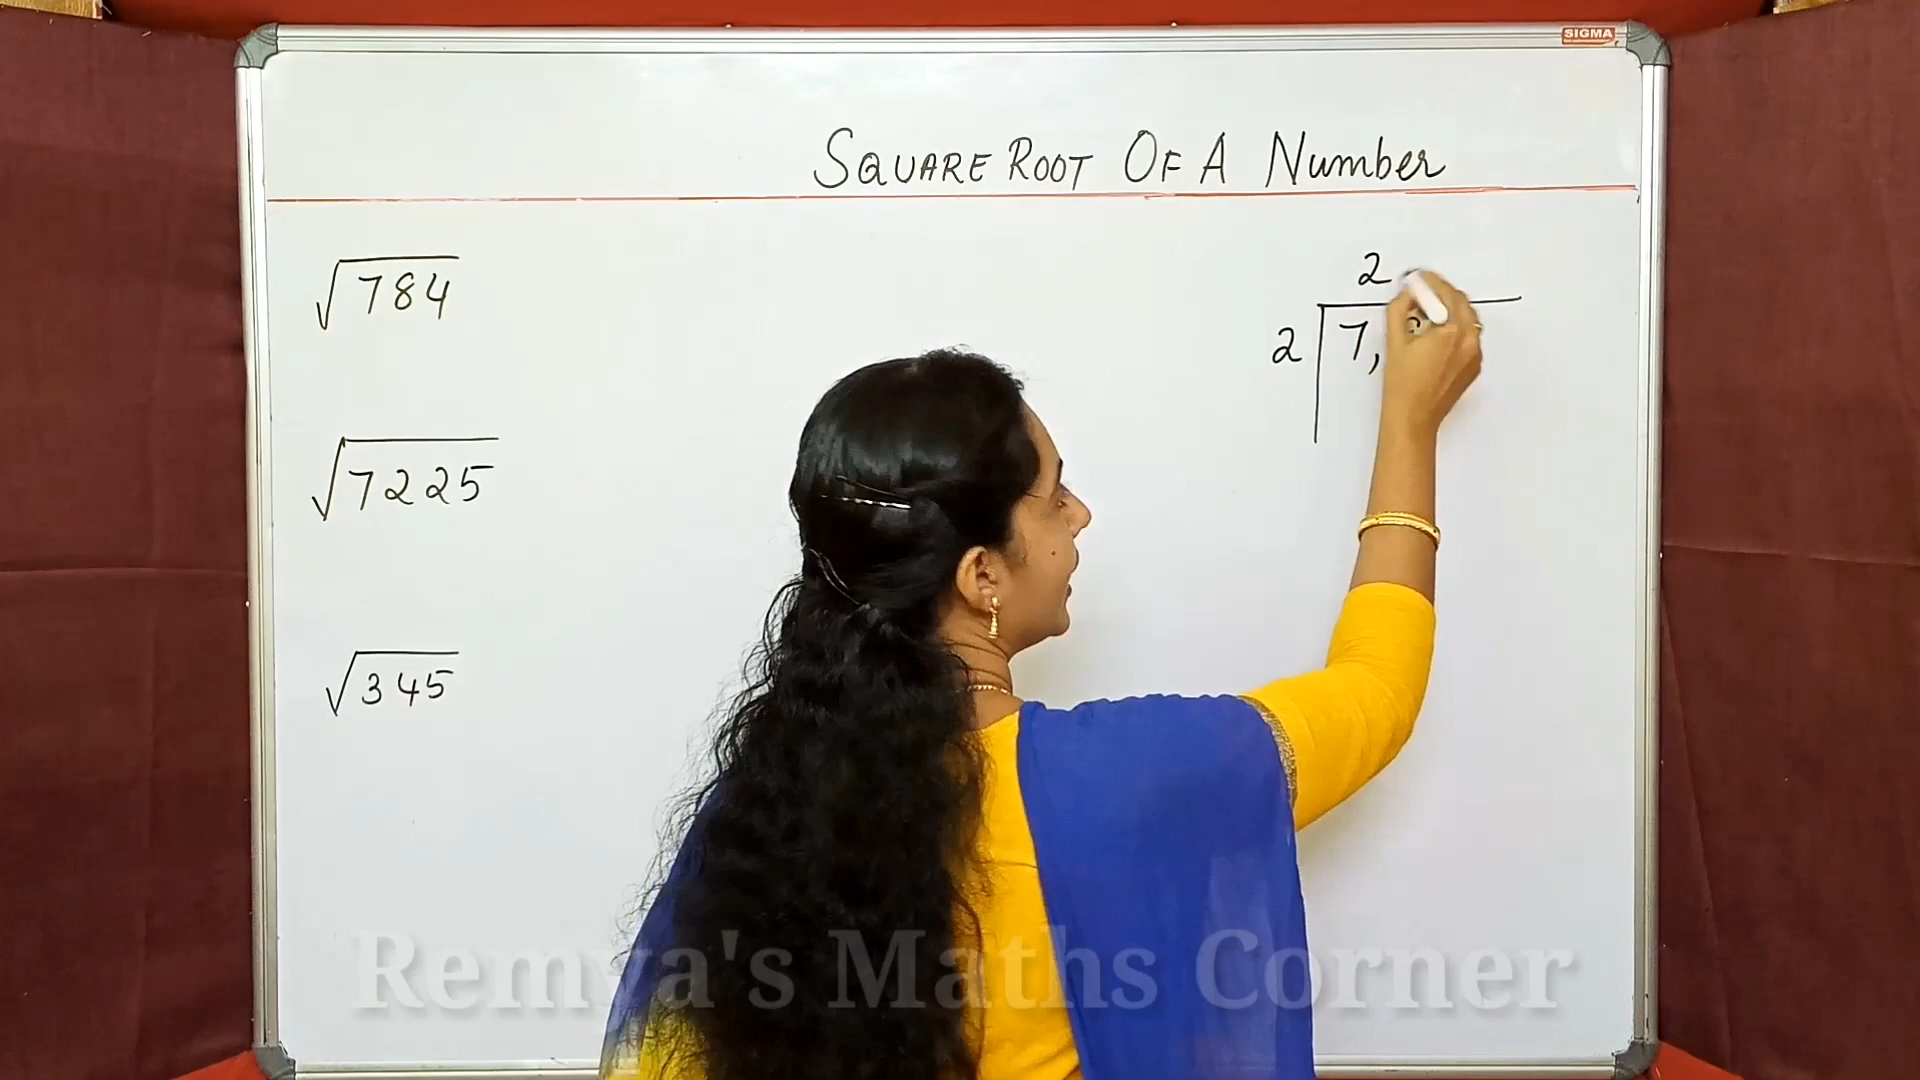 SIGMA
SQUARE ROOT OF A Number
√784
2
2 7,
√7225
√345
Remya's Maths Corner